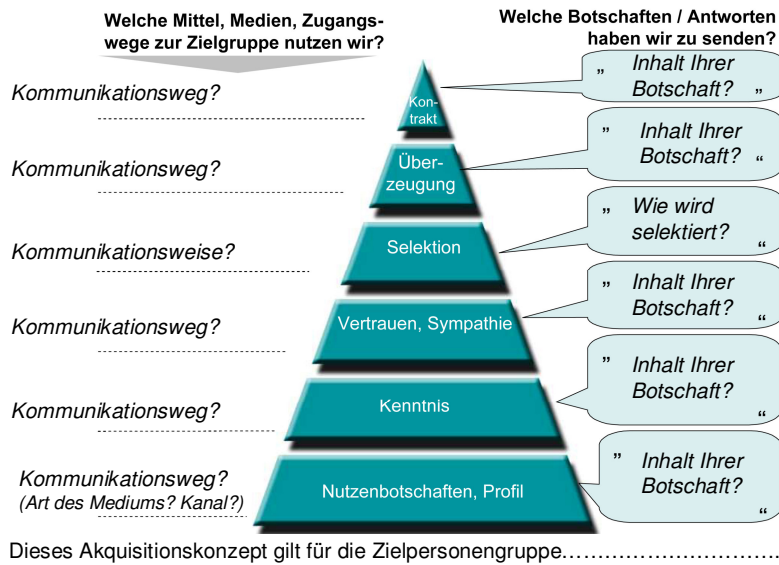 Welche Mittel, Medien, Zugangs-
wege zur Zielgruppe nutzen wir?
Welche Botschaften / Antworten
haben wir zu senden?
Kommunikationsweg?
Kon-
trakt
„ Inhalt Ihrer
Botschaft? „
Kommunikationsweg?
Über-
zeugung
„ Inhalt Ihrer
Botschaft? “
Kommunikationsweise?
Selektion
„ Wie wird
selektiert? “
Kommunikationsweg?
Vertrauen, Sympathie
„ Inhalt Ihrer
Botschaft? “
Kommunikationsweg?
Kenntnis
„ Inhalt Ihrer
Botschaft? “
Kommunikationsweg?
(Art des Mediums? Kanal?)
Nutzenbotschaften, Profil
„ Inhalt Ihrer
Botschaft? “
Dieses Akquisitionskonzept gilt für die Zielpersonengruppe……………………….